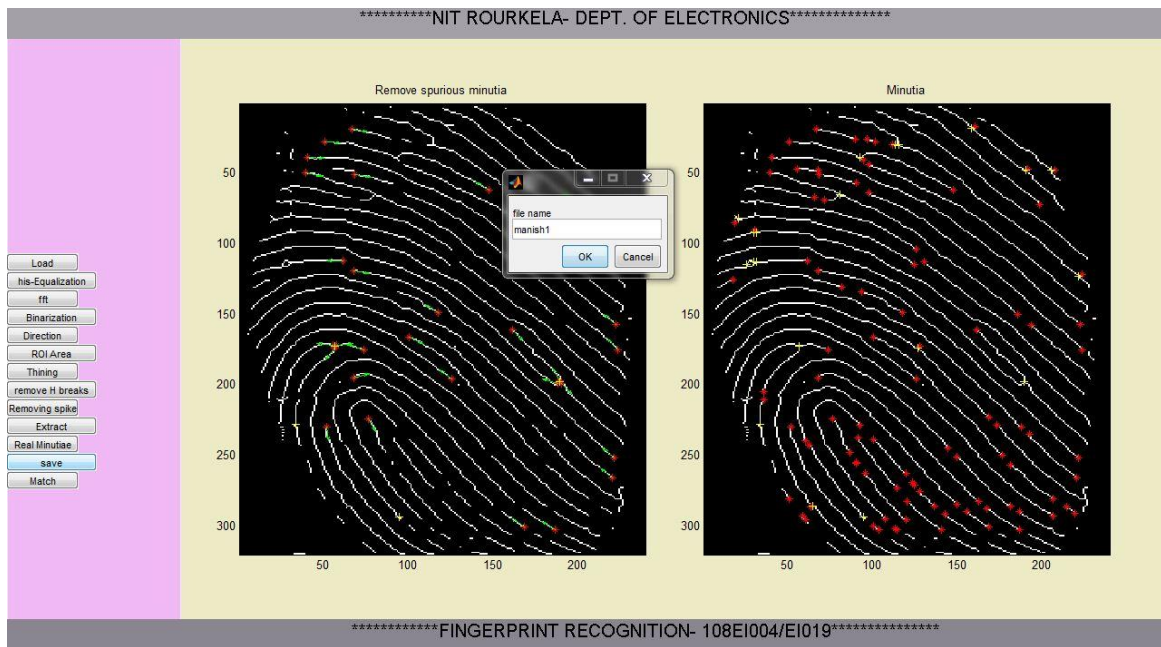 **********NIT ROURKELA- DEPT. OF ELECTRONICS**************
Load
his-Equalization
fft
Binarization
Direction
ROI Area
Thining
remove H breaks
Removing spike
Extract
Real Minutiae
save
Match
Remove spurious minutia
50
100
150
200
250
300
50
100
150
200
file name
manish1
OK
Cancel
Minutia
50
100
150
200
250
300
50
100
150
200
************FINGERPRINT RECOGNITION- 108EI004/EI019***************